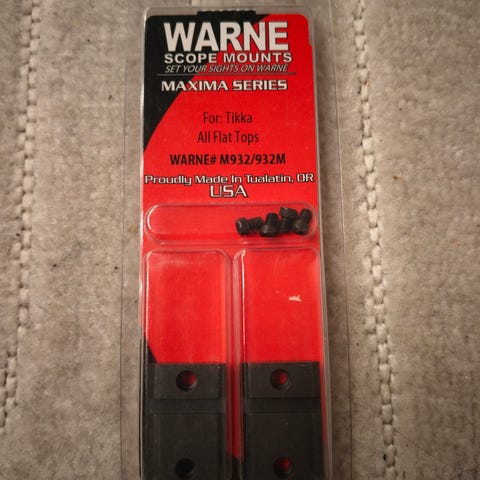 WARNE
SCOPE MOUNTS
SET YOUR SIGHTS ON WARNE
MAXIMA SERIES
For: Tikka
All Flat Tops
WARNE# M932/932M
Proudly Made In Tualatin, OR
USA